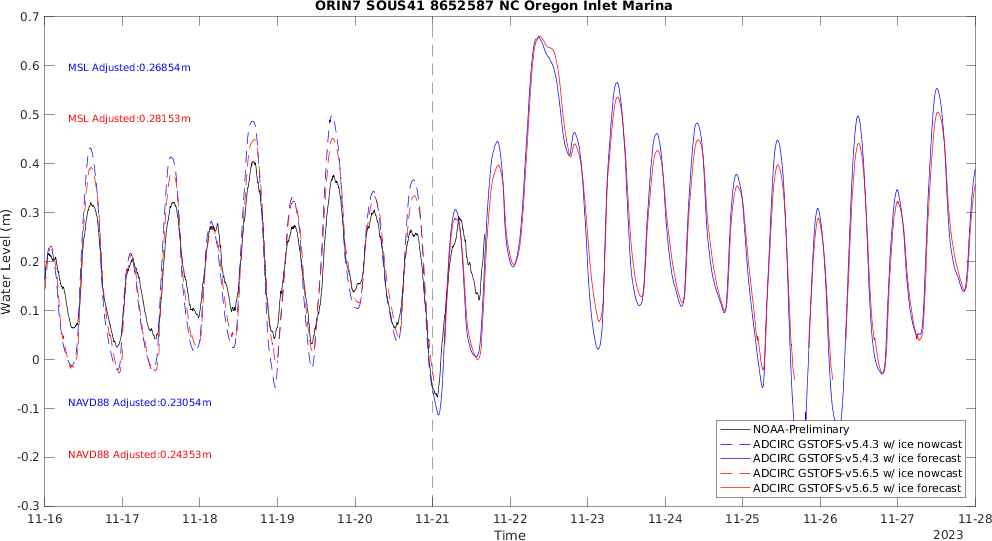 ORIN7 SOUS41 8652587 NC Oregon Inlet Marina
Water Level (m)
0.7
0.6
0.5
0.4
0.3
0.2
0.1
0
-0.1
-0.2
-0.3
MSL Adjusted:0.26854m
MSL Adjusted:0.28153m
NAVD88 Adjusted:0.23054m
NAVD88 Adjusted:0.24353m
NOAA-Preliminary
ADCIRC GSTOFS-v5.4.3 w/ ice nowcast
ADCIRC GSTOFS-v5.4.3 w/ ice forecast
ADCIRC GSTOFS-v5.6.5 w/ ice nowcast
ADCIRC GSTOFS-v5.6.5 w/ ice forecast
11-16 11-17 11-18 11-19 11-20 11-21 11-22 11-23 11-24 11-25 11-26 11-27 11-28
Time
2023